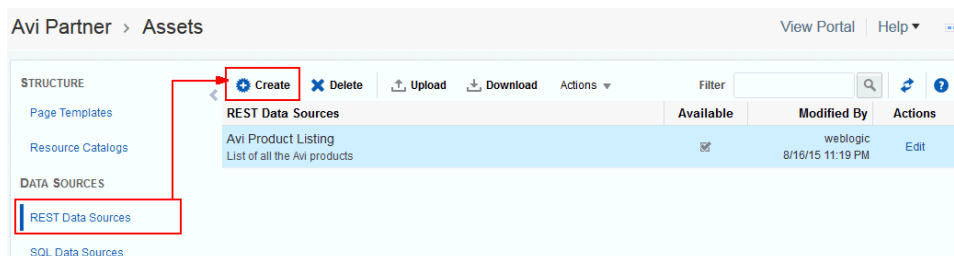 Avi Partner > Assets
View Portal
Help
STRUCTURE
Page Templates
Resource Catalogs
DATA SOURCES
REST Data Sources
SQL Data Sources
Create
Delete
Upload
Download
Actions
Filter
REST Data Sources
Available
Modified By
Actions
Avi Product Listing
List of all the Avi products
weblogic
8/16/15 11:19 PM
Edit